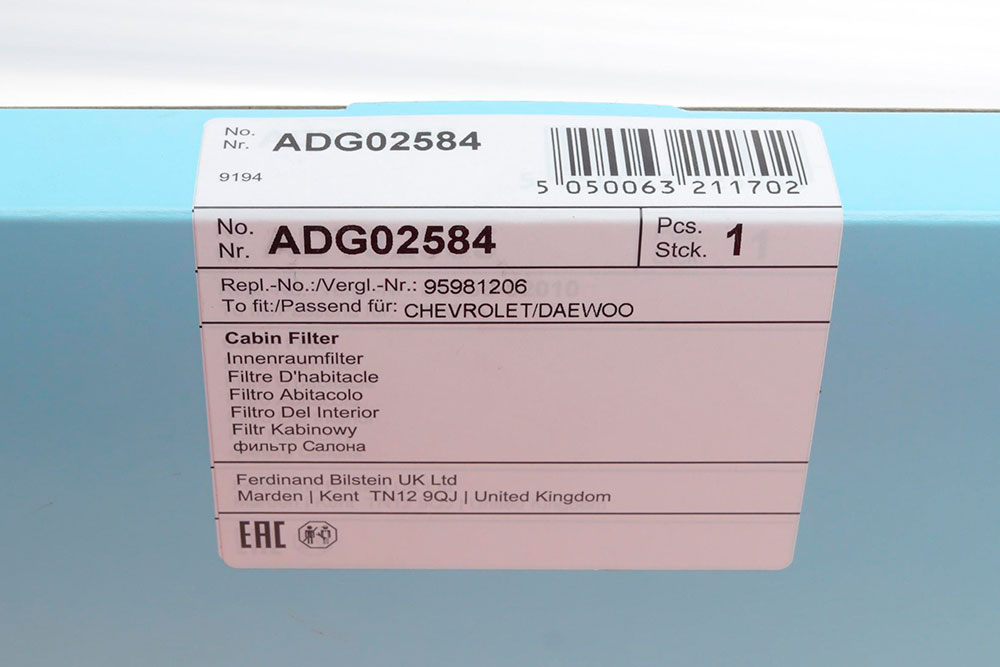 No.
Nr. ADG02584
9194
5 050063 211702
No.
Nr. ADG02584
Pcs.
Stck. 1
Repl.-No.:/Vergl.-Nr.: 95981206
To fit:/Passend für: CHEVROLET/DAEWOO
Cabin Filter
Innenraumfilter
Filtre D'habitacle
Filtro Abitacolo
Filtro Del Interior
Filtr Kabinowy
фильтр Салона
Ferdinand Bilstein UK Ltd
Marden | Kent TN12 9QJ | United Kingdom
EAC